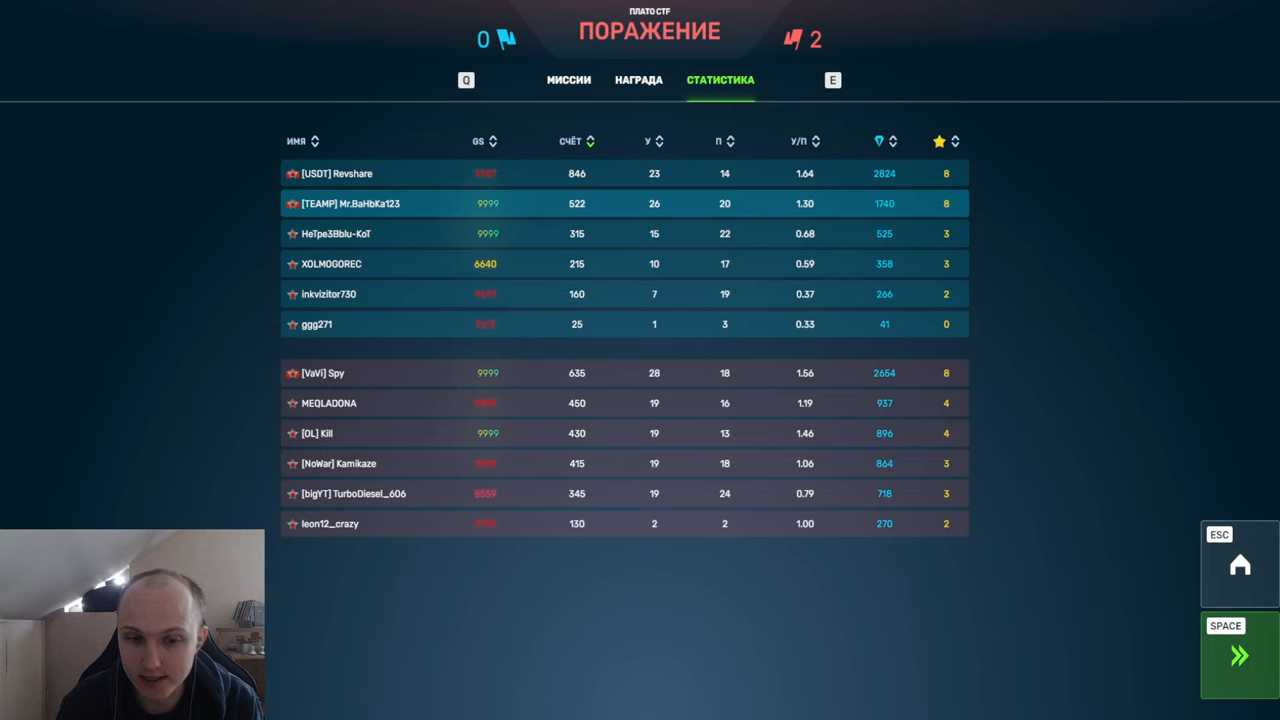 ПЛАТО CTF
0 ПОРАЖЕНИЕ 2
Q МИССИИ НАГРАДА СТАТИСТИКА E
ИМЯ GS СЧЁТ У П У/П
[USDT] Revshare 846 23 14 1.64 2824 8
[TEAMP] Mr.BaHbKa123 9999 522 26 20 1.30 1740 8
HeTpe3Bblu-KoT 9999 315 15 22 0.68 525 3
XOLMOGOREC 6640 215 10 17 0.59 358 3
inkvizitor730 160 7 19 0.37 266 2
ggg271 25 1 3 0.33 41 0
[VaVi] Spy 9999 635 28 18 1.56 2654 8
MEQLADONA 450 19 16 1.19 937 4
[OL] Kill 9999 430 19 13 1.46 896 4
[NoWar] Kamikaze 415 19 18 1.06 864 3
[bigYT] TurboDiesel_606 8559 345 19 24 0.79 718 3
leon12_crazy 130 2 2 1.00 270 2
ESC
SPACE